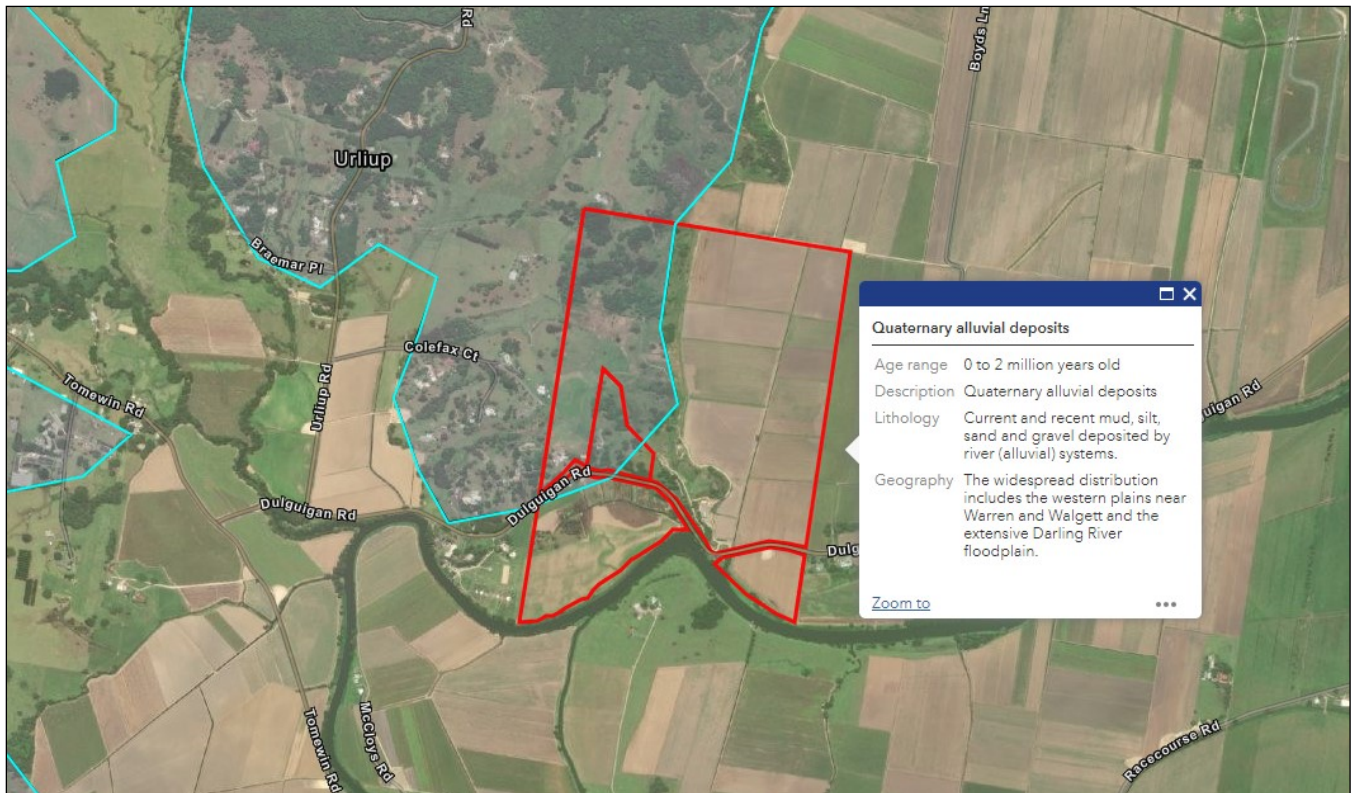 Rd
Boyds Ln
Urliup
Braemar Pl
Colefax Ct
Tomewin Rd
Urliup Rd
Dulguigan Rd
Dulguigan Rd
Dulg
uigan Rd
McCloys Rd
Tomewin Rd
Racecourse Rd
Quaternary alluvial deposits
Age range 0 to 2 million years old
Description Quaternary alluvial deposits
Lithology Current and recent mud, silt,
sand and gravel deposited by
river (alluvial) systems.
Geography The widespread distribution
includes the western plains near
Warren and Walgett and the
extensive Darling River
floodplain.
Zoom to